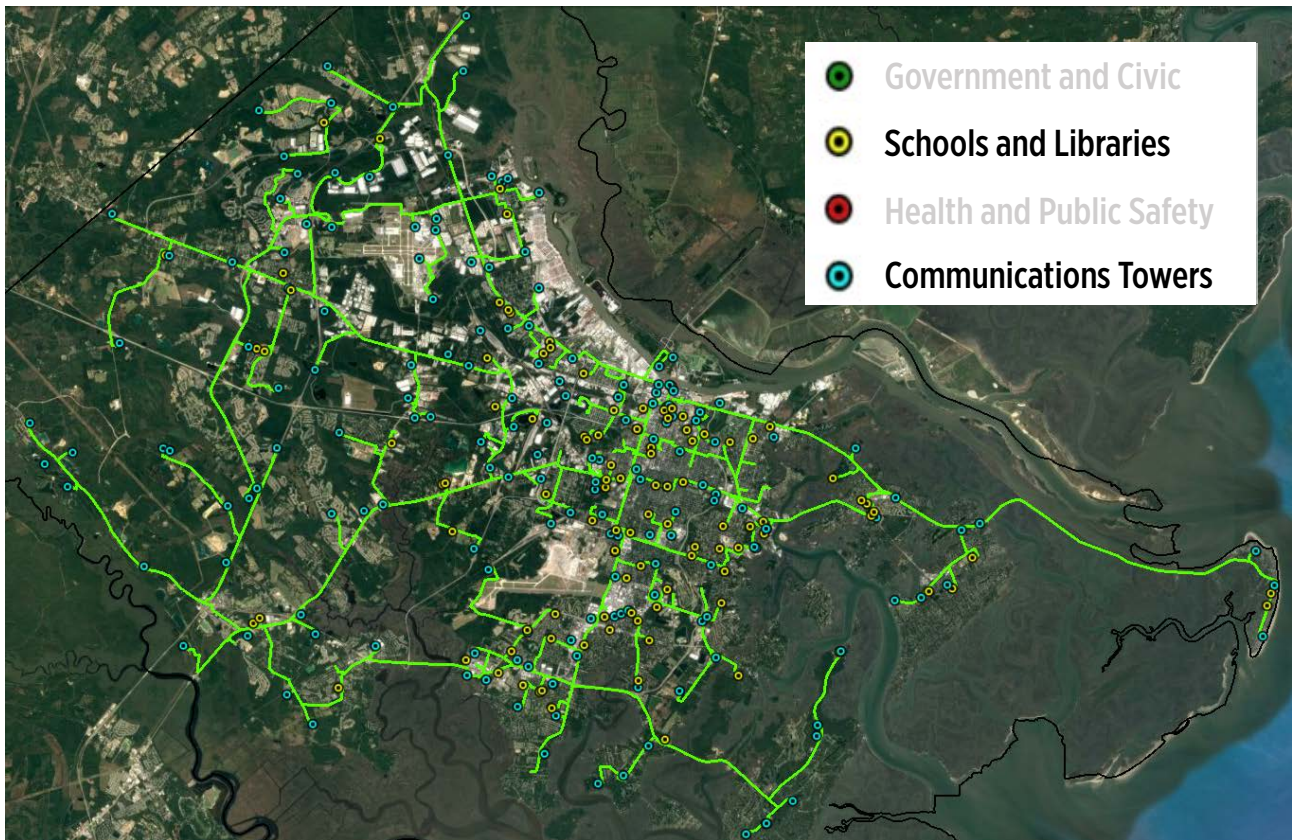 Government and Civic
Schools and Libraries
Health and Public Safety
Communications Towers